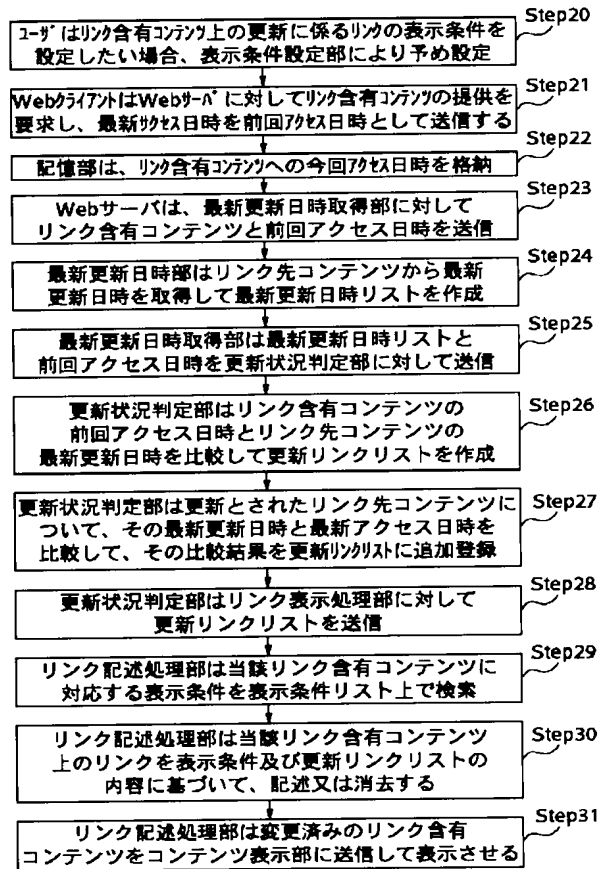 Step20
ﾕｰｻﾞはﾘﾝｸ含有ｺﾝﾃﾝﾂ上の更新に係るﾘﾝｸの表示条件を
設定したい場合、表示条件設定部により予め設定
Step21
WebｸﾗｲｱﾝﾄはWebｻｰﾊﾞに対してﾘﾝｸ含有ｺﾝﾃﾝﾂの提供を
要求し、最新ｻｸｾｽ日時を前回ｱｸｾｽ日時として送信する
Step22
記憶部は、ﾘﾝｸ含有ｺﾝﾃﾝﾂへの今回ｱｸｾｽ日時を格納
Step23
Webサーバは、最新更新日時取得部に対して
リンク含有コンテンツと前回アクセス日時を送信
Step24
最新更新日時部はリンク先コンテンツから最新
更新日時を取得して最新更新日時リストを作成
Step25
最新更新日時取得部は最新更新日時リストと
前回アクセス日時を更新状況判定部に対して送信
Step26
更新状況判定部はリンク含有コンテンツの
前回アクセス日時とリンク先コンテンツの
最新更新日時を比較して更新リンクリストを作成
Step27
更新状況判定部は更新とされたリンク先コンテンツに
ついて、その最新更新日時と最新アクセス日時を
比較して、その比較結果を更新ﾘﾝｸﾘｽﾄに追加登録
Step28
更新状況判定部はリンク表示処理部に対して
更新リンクリストを送信
Step29
リンク記述処理部は当該リンク含有コンテンツに
対応する表示条件を表示条件リスト上で検索
Step30
リンク記述処理部は当該リンク含有コンテンツ
上のリンクを表示条件及び更新リンクリストの
内容に基づいて、記述又は消去する
Step31
リンク記述処理部は変更済みのリンク含有
コンテンツをコンテンツ表示部に送信して表示させる